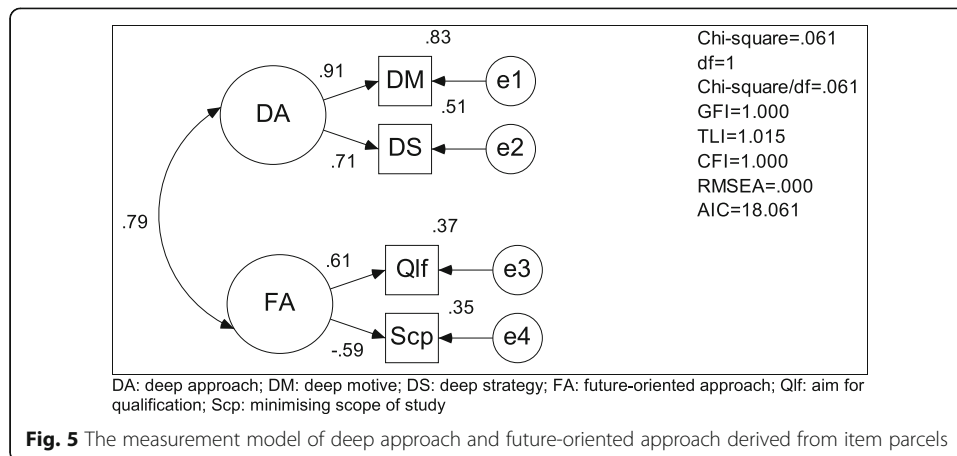 .83
Chi-square=.061
df=1
Chi-square/df=.061
GFI=1.000
TLI=1.015
CFI=1.000
RMSEA=.000
AIC=18.061
.91
DM
e1
.51
DA
DS
e2
.71
.79
.37
.61
Qlf
e3
FA
.35
-.59
Scp
e4
DA: deep approach; DM: deep motive; DS: deep strategy; FA: future-oriented approach; Qlf: aim for
qualification; Scp: minimising scope of study
Fig. 5 The measurement model of deep approach and future-oriented approach derived from item parcels